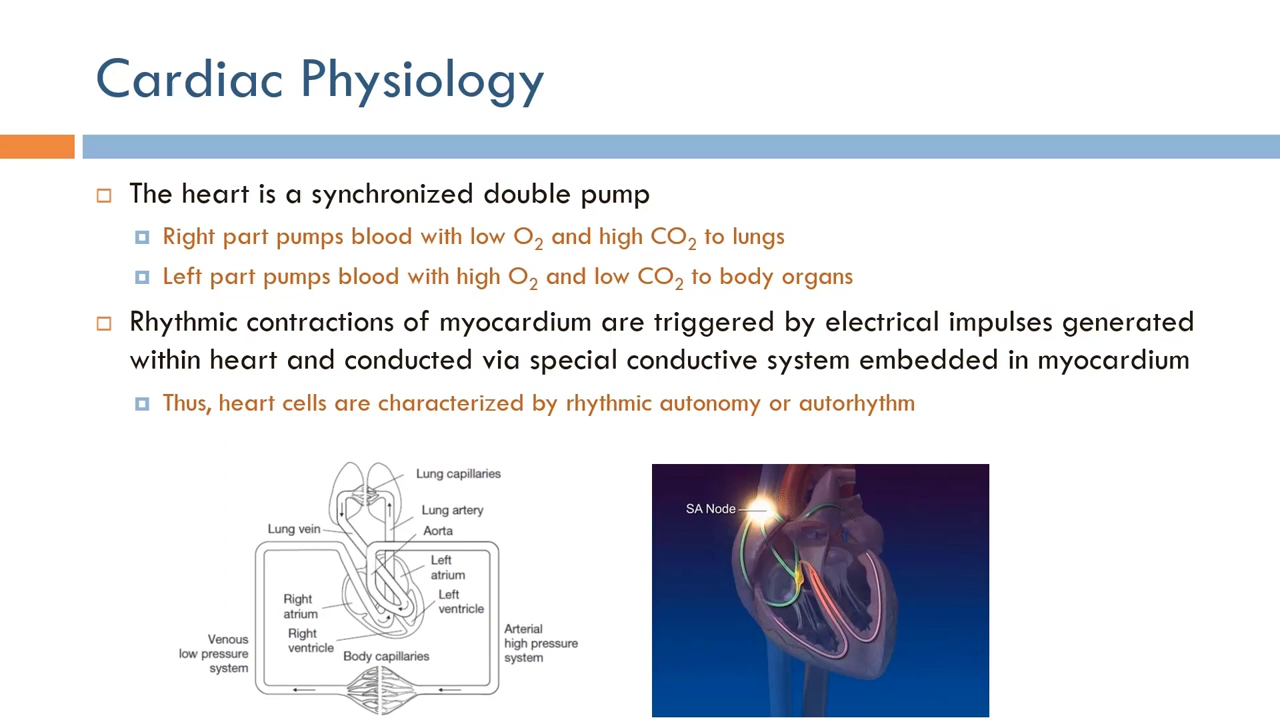 Cardiac Physiology
The heart is a synchronized double pump
Right part pumps blood with low O₂ and high CO₂ to lungs
Left part pumps blood with high O₂ and low CO₂ to body organs
Rhythmic contractions of myocardium are triggered by electrical impulses generated
within heart and conducted via special conductive system embedded in myocardium
Thus, heart cells are characterized by rhythmic autonomy or autorhythm
Lung capillaries
Lung artery
Lung vein
Aorta
Left
atrium
Left
ventricle
Right
atrium
Right
ventricle
Venous
low pressure
system
Body capillaries
Arterial
high pressure
system
SA Node